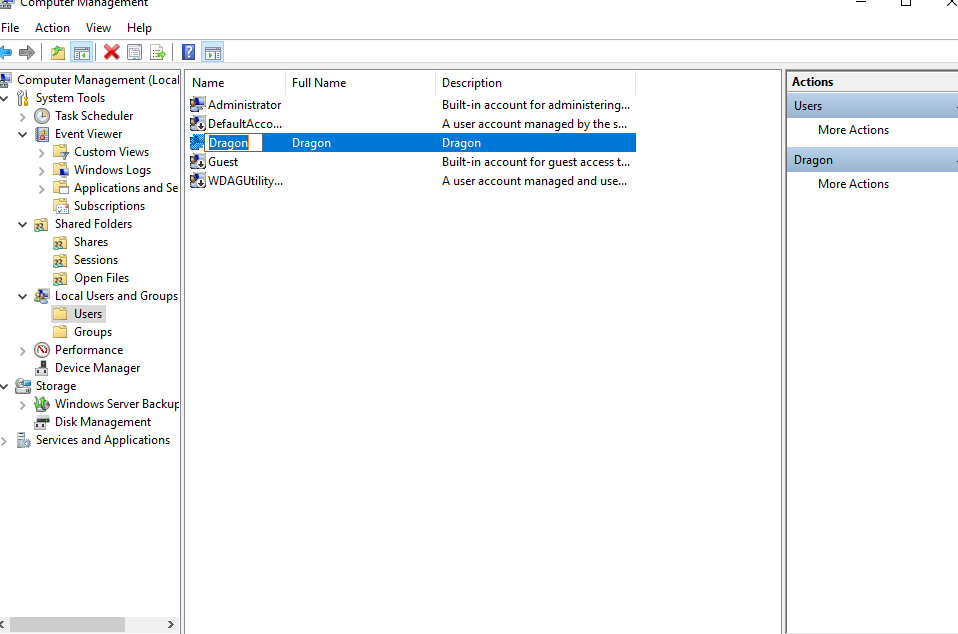 Computer Management
File Action View Help
Computer Management (Local
System Tools
Task Scheduler
Event Viewer
Custom Views
Windows Logs
Applications and Se
Subscriptions
Shared Folders
Shares
Sessions
Open Files
Local Users and Groups
Users
Groups
Performance
Device Manager
Storage
Windows Server Backup
Disk Management
Services and Applications
Name Full Name Description
Administrator Built-in account for administering...
DefaultAcco... A user account managed by the s...
Dragon Dragon Dragon
Guest Built-in account for guest access t...
WDAGUtility... A user account managed and use...
Actions
Users
More Actions
Dragon
More Actions